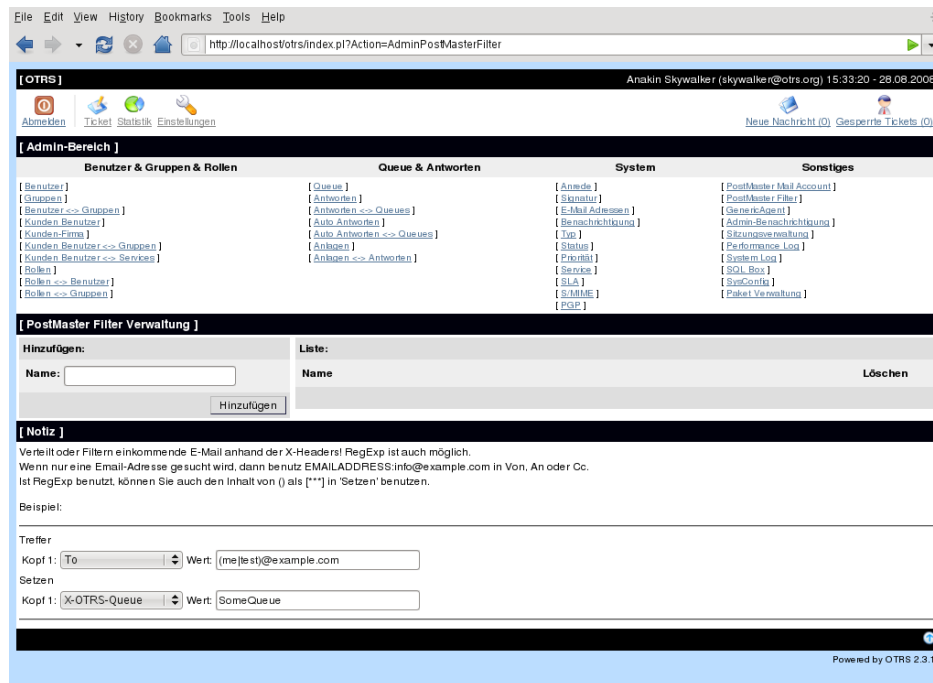 File Edit View History Bookmarks Tools Help
http://localhost/otrs/index.pl?Action=AdminPostMasterFilter
[ OTRS ] Anakin Skywalker (skywalker@otrs.org) 15:33:20 - 28.08.2008
Abmelden Ticket Statistik Einstellungen Neue Nachricht (0) Gesperrte Tickets (0)
[ Admin-Bereich ]
Benutzer & Gruppen & Rollen Queue & Antworten System Sonstiges
[ Benutzer ] [ Queue ] [ Anrede ] [ PostMaster Mail Account ]
[ Gruppen ] [ Antworten ] [ Signatur ] [ PostMaster Filter ]
[ Benutzer <-> Gruppen ] [ Antworten <-> Queues ] [ E-Mail Adressen ] [ GenericAgent ]
[ Kunden Benutzer ] [ Auto Antworten ] [ Benachrichtigung ] [ Admin-Benachrichtigung ]
[ Kunden-Firma ] [ Auto Antworten <-> Queues ] [ Typ ] [ Sitzungsverwaltung ]
[ Kunden Benutzer <-> Gruppen ] [ Anlagen ] [ Status ] [ Performance Log ]
[ Kunden Benutzer <-> Services ] [ Anlagen <-> Antworten ] [ Priorität ] [ System Log ]
[ Rollen ] [ Service ] [ SQL Box ]
[ Rollen <-> Benutzer ] [ SLA ] [ SysConfig ]
[ Rollen <-> Gruppen ] [ S/MIME ] [ Paket Verwaltung ]
[ PGP ]
[ PostMaster Filter Verwaltung ]
Hinzufügen: Liste:
Name: Name Löschen
Hinzufügen
[ Notiz ]
Verteilt oder Filtern einkommende E-Mail anhand der X-Headers! RegExp ist auch möglich.
Wenn nur eine Email-Adresse gesucht wird, dann benutz EMAILADDRESS:info@example.com in Von, An oder Cc.
Ist RegExp benutzt, können Sie auch den Inhalt von () als [***] in 'Setzen' benutzen.
Beispiel:
Treffer
Kopf 1: To Wert: (me|test)@example.com
Setzen
Kopf 1: X-OTRS-Queue Wert: SomeQueue
Powered by OTRS 2.3.1